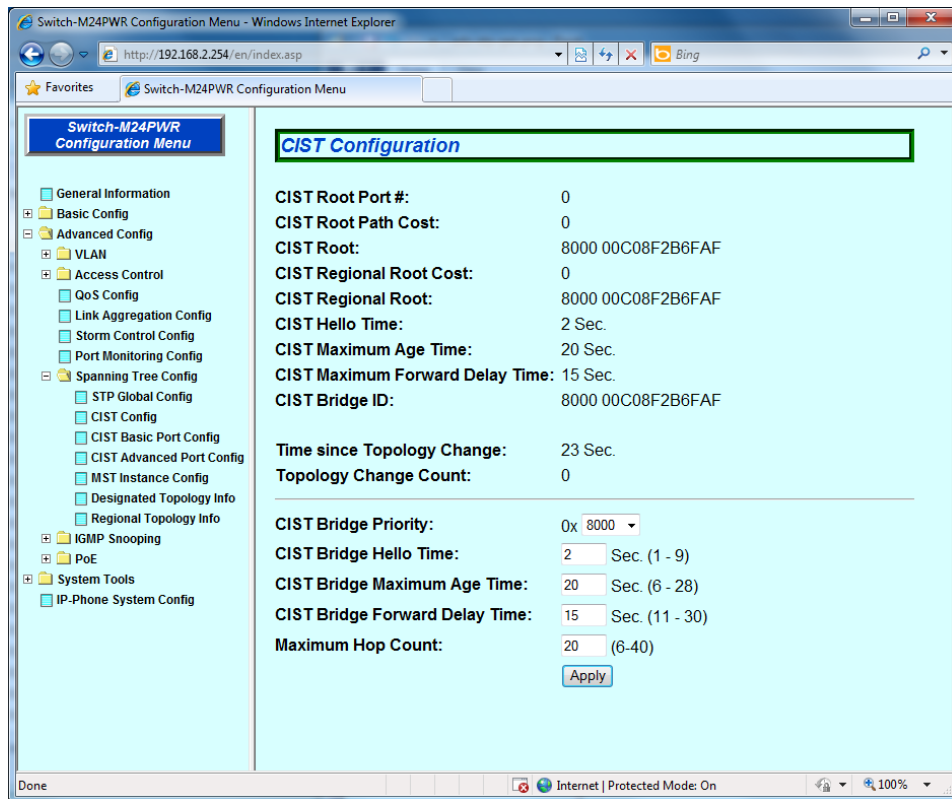 Switch-M24PWR Configuration Menu - Windows Internet Explorer
http://192.168.2.254/en/index.asp
Bing
Favorites
Switch-M24PWR Configuration Menu
Switch-M24PWR
Configuration Menu
General Information
Basic Config
Advanced Config
VLAN
Access Control
QoS Config
Link Aggregation Config
Storm Control Config
Port Monitoring Config
Spanning Tree Config
STP Global Config
CIST Config
CIST Basic Port Config
CIST Advanced Port Config
MST Instance Config
Designated Topology Info
Regional Topology Info
IGMP Snooping
PoE
System Tools
IP-Phone System Config
CIST Configuration
CIST Root Port #: 0
CIST Root Path Cost: 0
CIST Root: 8000 00C08F2B6FAF
CIST Regional Root Cost: 0
CIST Regional Root: 8000 00C08F2B6FAF
CIST Hello Time: 2 Sec.
CIST Maximum Age Time: 20 Sec.
CIST Maximum Forward Delay Time: 15 Sec.
CIST Bridge ID: 8000 00C08F2B6FAF
Time since Topology Change: 23 Sec.
Topology Change Count: 0
CIST Bridge Priority: 0x 8000
CIST Bridge Hello Time: 2 Sec. (1 - 9)
CIST Bridge Maximum Age Time: 20 Sec. (6 - 28)
CIST Bridge Forward Delay Time: 15 Sec. (11 - 30)
Maximum Hop Count: 20 (6-40)
Apply
Done
Internet | Protected Mode: On
100%